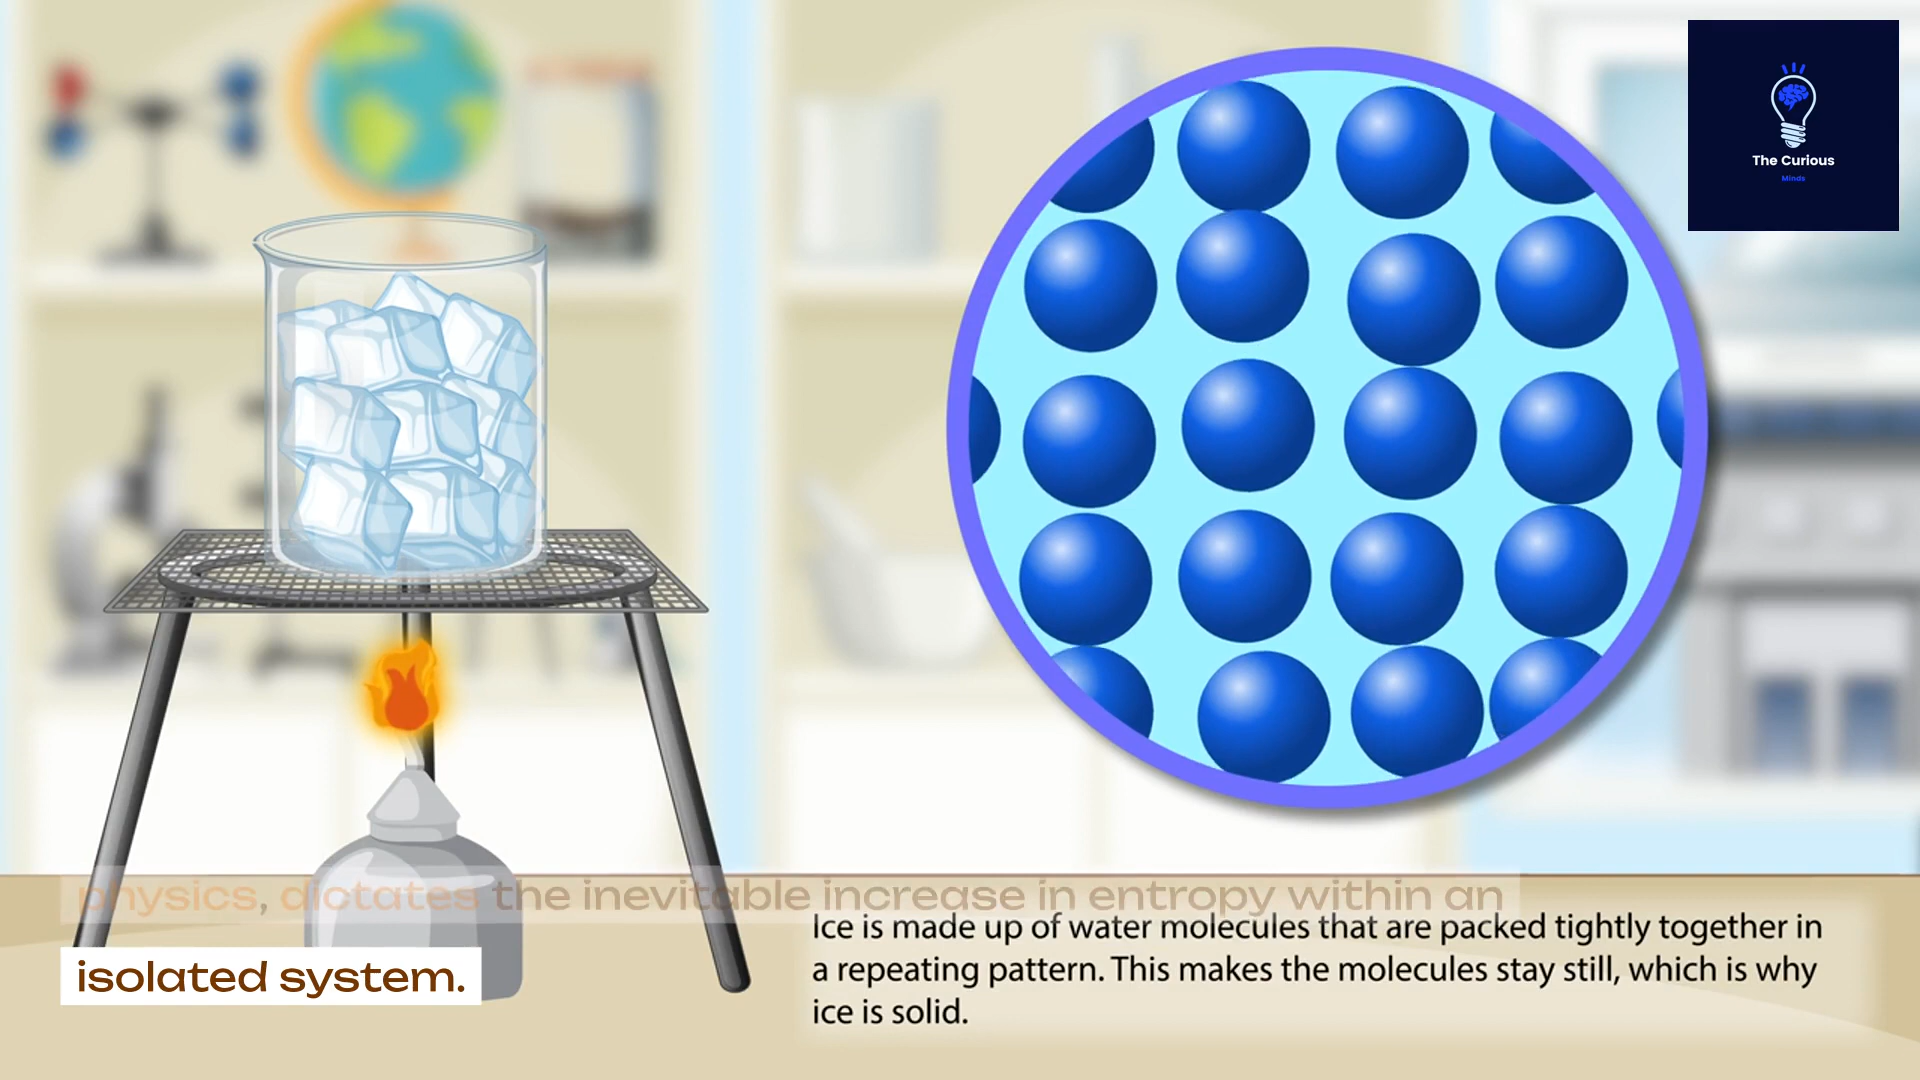 The Curious
Minds
physics, dictates the inevitable increase in entropy within an
isolated system.
Ice is made up of water molecules that are packed tightly together in
a repeating pattern. This makes the molecules stay still, which is why
ice is solid.